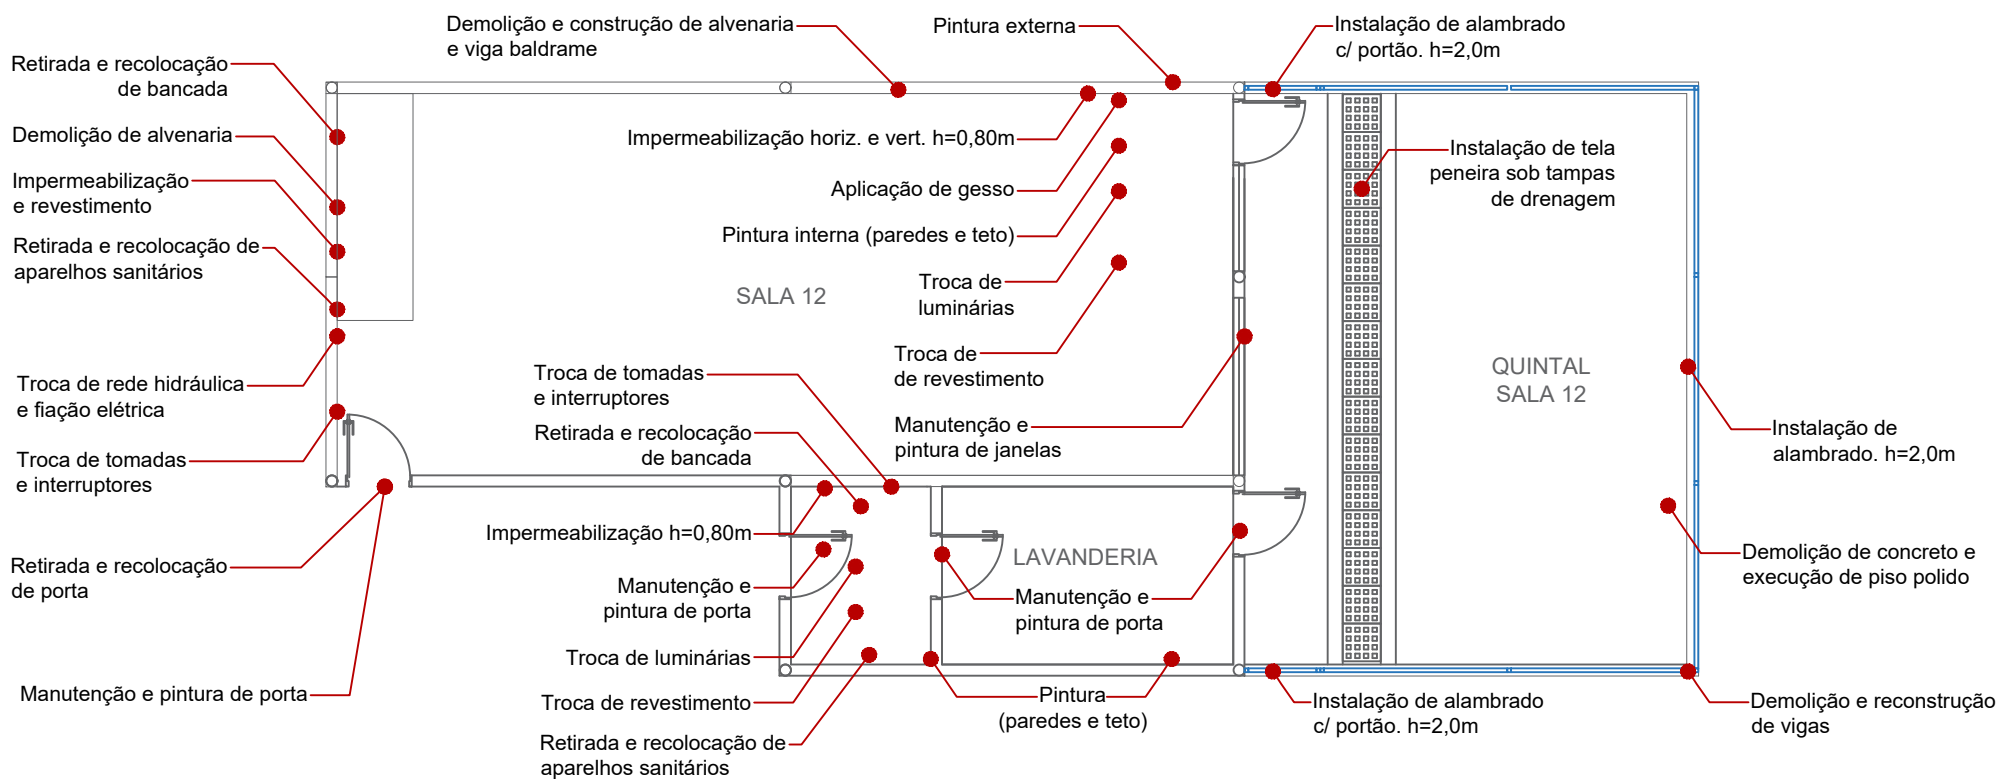 Demolição e construção de alvenaria
e viga baldrame
Pintura externa
Instalação de alambrado
c/ portão. h=2,0m
Retirada e recolocação
de bancada
Demolição de alvenaria
Impermeabilização
e revestimento
Retirada e recolocação de
aparelhos sanitários
Troca de rede hidráulica
e fiação elétrica
Troca de tomadas
e interruptores
Retirada e recolocação
de porta
Manutenção e pintura de porta
Impermeabilização horiz. e vert. h=0,80m
Aplicação de gesso
Pintura interna (paredes e teto)
Troca de
luminárias
SALA 12
Troca de
de revestimento
Manutenção e
pintura de janelas
Troca de tomadas
e interruptores
Retirada e recolocação
de bancada
Impermeabilização h=0,80m
Manutenção e
pintura de porta
Troca de luminárias
Troca de revestimento
Retirada e recolocação de
aparelhos sanitários
LAVANDERIA
Manutenção e
pintura de porta
Pintura
(paredes e teto)
Instalação de tela
peneira sob tampas
de drenagem
QUINTAL
SALA 12
Instalação de
alambrado. h=2,0m
Demolição de concreto e
execução de piso polido
Instalação de alambrado
c/ portão. h=2,0m
Demolição e reconstrução
de vigas